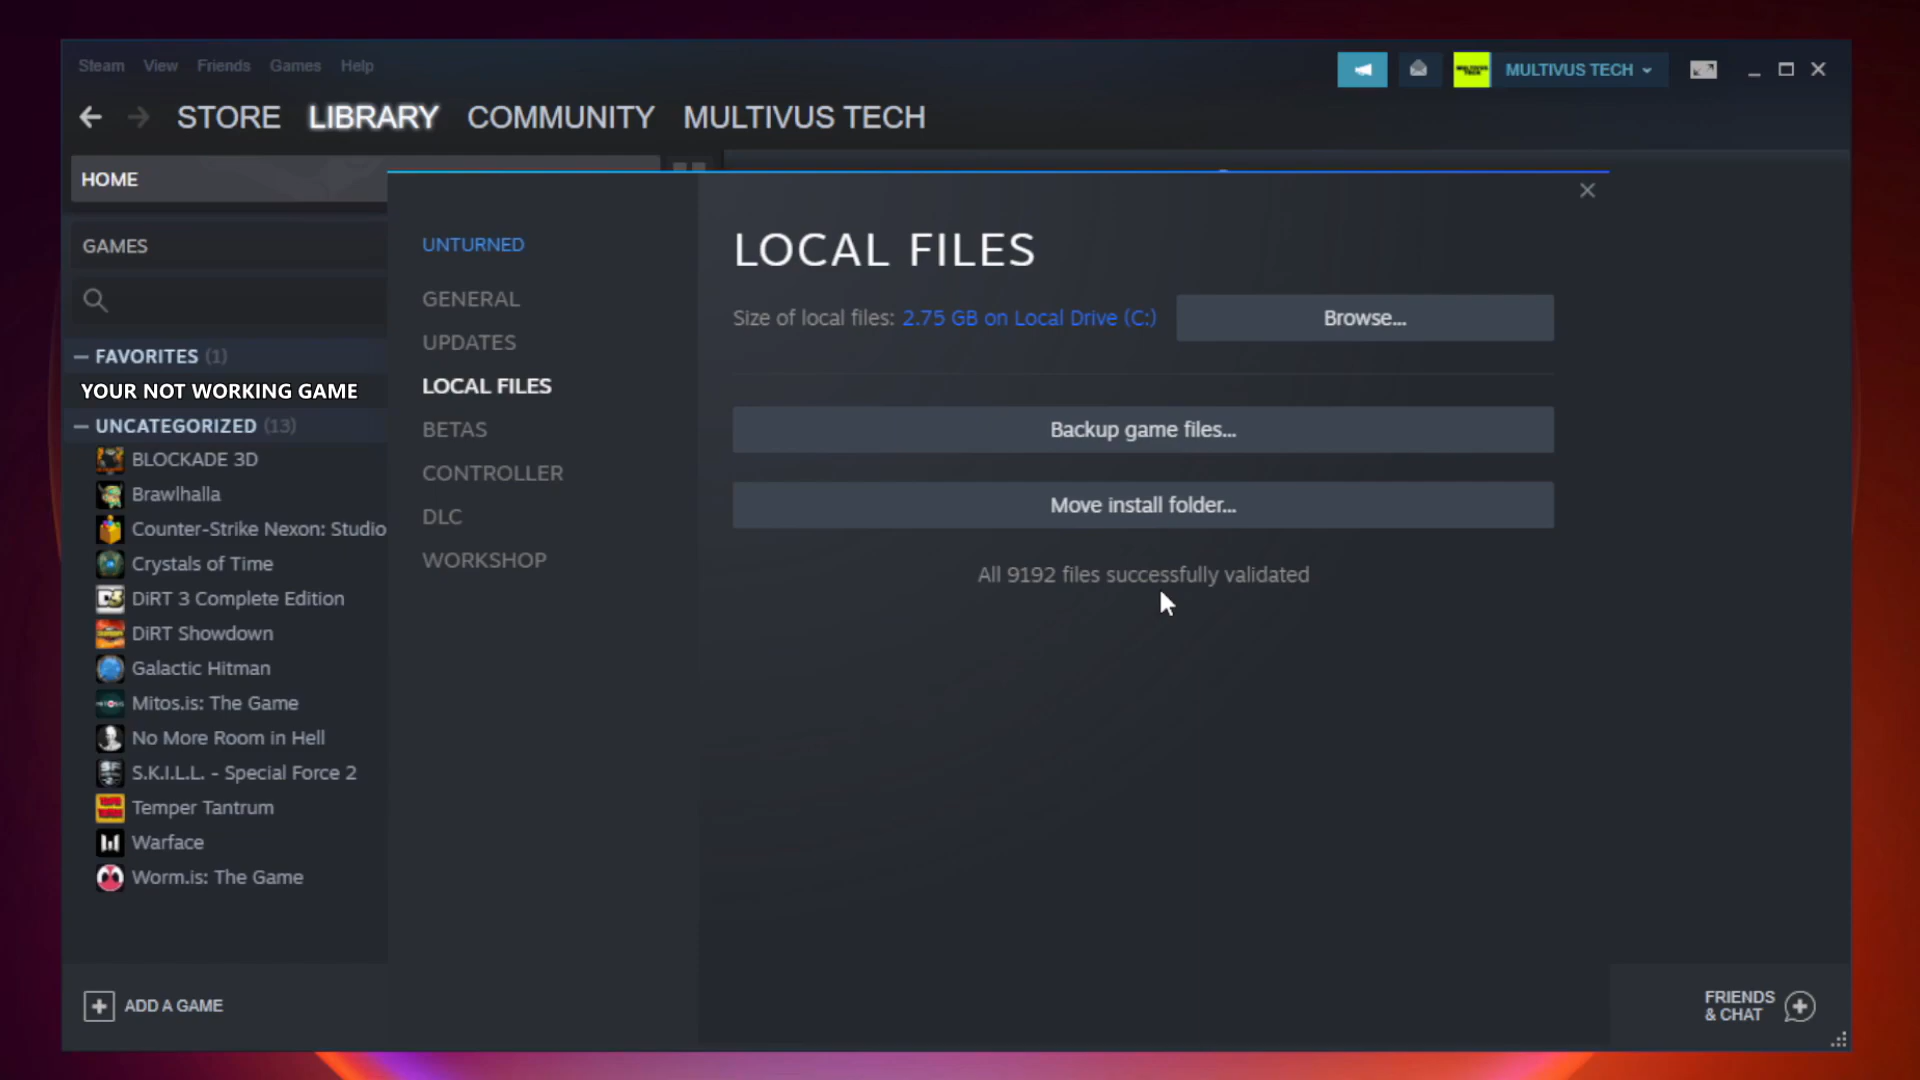 Steam View Friends Games Help
MULTIVUS TECH
STORE LIBRARY COMMUNITY MULTIVUS TECH
HOME
GAMES
— FAVORITES (1)
YOUR NOT WORKING GAME
— UNCATEGORIZED (13)
BLOCKADE 3D
Brawlhalla
Counter-Strike Nexon: Studio
Crystals of Time
DiRT 3 Complete Edition
DiRT Showdown
Galactic Hitman
Mitos.is: The Game
No More Room in Hell
S.K.I.L.L. - Special Force 2
Temper Tantrum
Warface
Worm.is: The Game
ADD A GAME
UNTURNED
GENERAL
UPDATES
LOCAL FILES
BETAS
CONTROLLER
DLC
WORKSHOP
LOCAL FILES
Size of local files: 2.75 GB on Local Drive (C:)
Browse...
Backup game files...
Move install folder...
All 9192 files successfully validated
FRIENDS
& CHAT